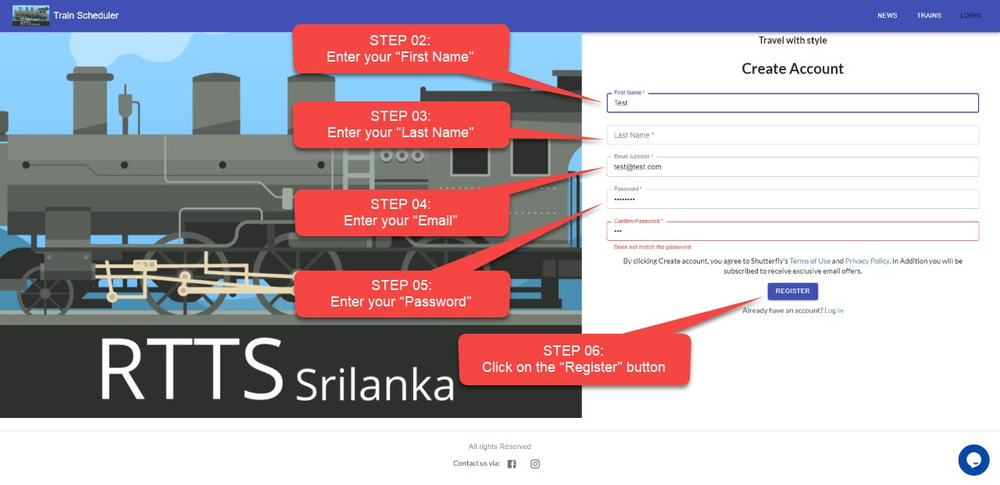 RTTS Srilanka
Train Scheduler
NEWS
TRAINS
LOGIN
Travel with style
Create Account
STEP 02:
Enter your “First Name”
First Name *
Test
STEP 03:
Enter your “Last Name”
Last Name *
Email Address *
test@test.com
STEP 04:
Enter your “Email”
Password *
••••••••
Confirm Password *
•••
Does not match the password
STEP 05:
Enter your “Password”
By clicking Create account, you agree to Shutterfly's Terms of Use and Privacy Policy. In Addition you will be
subscribed to receive exclusive email offers.
REGISTER
Already have an account? Log in
STEP 06:
Click on the “Register” button
RTTS Srilanka
All rights Reserved
Contact us via: